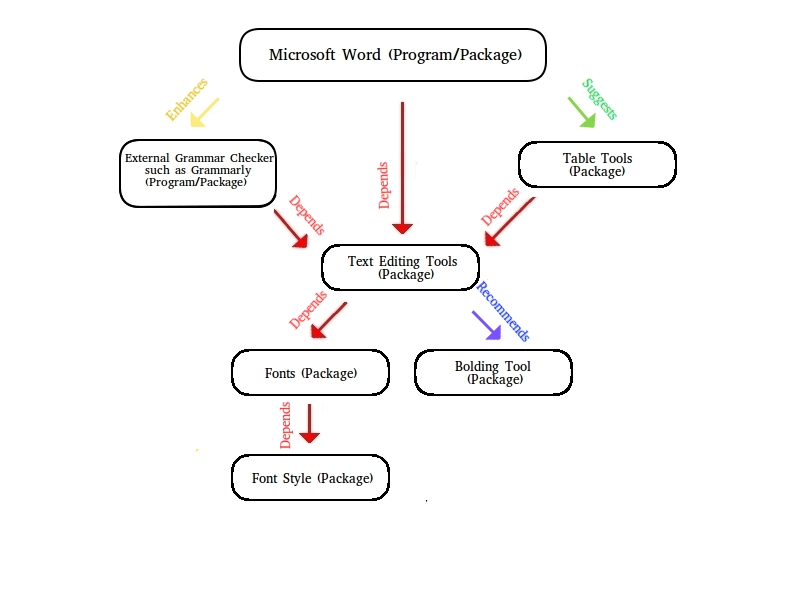 Microsoft Word (Program/Package)
Enhances
Suggests
External Grammar Checker
such as Grammarly
(Program/Package)
Depends
Table Tools
(Package)
Depends
Depends
Text Editing Tools
(Package)
Depends
Recommends
Fonts (Package)
Bolding Tool
(Package)
Depends
Font Style (Package)